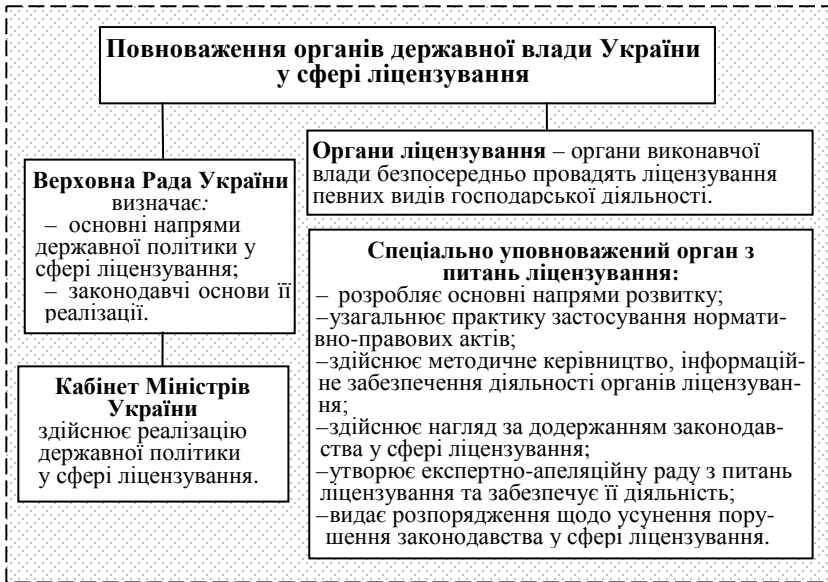 Повноваження органів державної влади України
у сфері ліцензування
Верховна Рада України
визначає:
– основні напрями
державної політики у
сфері ліцензування;
– законодавчі основи її
реалізації.
Кабінет Міністрів
України
здійснює реалізацію
державної політики
у сфері ліцензування.
Органи ліцензування – органи виконавчої
влади безпосередньо провадять ліцензування
певних видів господарської діяльності.
Спеціально уповноважений орган з
питань ліцензування:
– розробляє основні напрями розвитку;
–узагальнює практику застосування нормати-
вно-правових актів;
–здійснює методичне керівництво, інформацій-
не забезпечення діяльності органів ліцензуван-
ня;
–здійснює нагляд за додержанням законодав-
ства у сфері ліцензування;
–утворює експертно-апеляційну раду з питань
ліцензування та забезпечує її діяльність;
–видає розпорядження щодо усунення пору-
шення законодавства у сфері ліцензування.